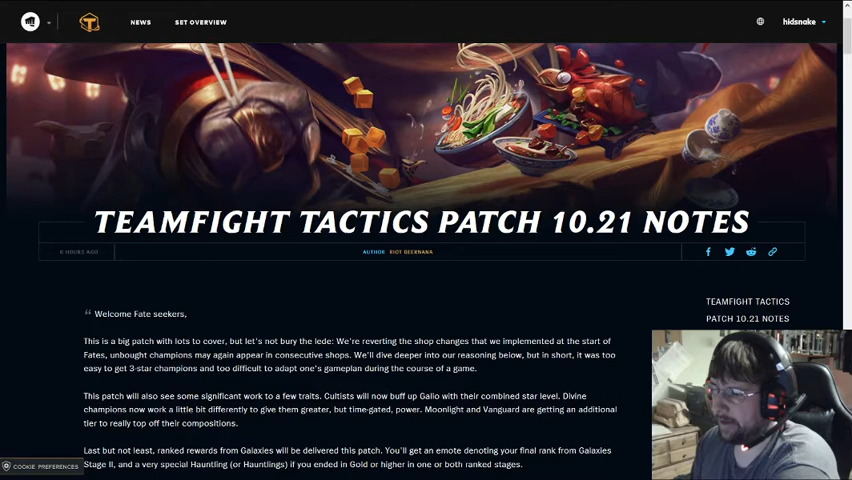 NEWS
SET OVERVIEW
hidsnake
TEAMFIGHT TACTICS PATCH 10.21 NOTES
6 HOURS AGO
AUTHOR RIOT BEERNANA
“ Welcome Fate seekers,
This is a big patch with lots to cover, but let's not bury the lede: We're reverting the shop changes that we implemented at the start of
Fates, unbought champions may again appear in consecutive shops. We'll dive deeper into our reasoning below, but in short, it was too
easy to get 3-star champions and too difficult to adapt one's gameplan during the course of a game.
This patch will also see some significant work to a few traits. Cultists will now buff up Galio with their combined star level. Divine
champions now work a little bit differently to give them greater, but time-gated, power. Moonlight and Vanguard are getting an additional
tier to really top off their compositions.
Last but not least, ranked rewards from Galaxies will be delivered this patch. You'll get an emote denoting your final rank from Galaxies
Stage II, and a very special Hauntling (or Hauntlings) if you ended in Gold or higher in one or both ranked stages.
TEAMFIGHT TACTICS
PATCH 10.21 NOTES
COOKIE PREFERENCES